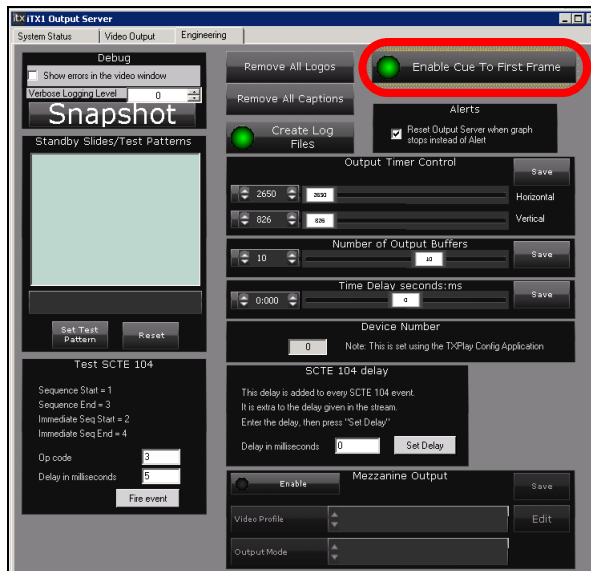 itx iTX1 Output Server
System Status
Video Output
Engineering
Debug
Show errors in the video window
Verbose Logging Level
0
Snapshot
Standby Slides/Test Patterns
Set Test
Pattern
Reset
Test SCTE 104
Sequence Start = 1
Sequence End = 3
Immediate Seq Start = 2
Immediate Seq End = 4
Op code
3
Delay in milliseconds
5
Fire event
Remove All Logos
Enable Cue To First Frame
Remove All Captions
Create Log
Files
Alerts
Reset Output Server when graph
stops instead of Alert
Output Timer Control
Save
2650
2650
Horizontal
826
826
Vertical
Number of Output Buffers
10
10
Save
Time Delay seconds:ms
0:000
0
Save
Device Number
0
Note: This is set using the TXPlay Config Application
SCTE 104 delay
This delay is added to every SCTE 104 event.
It is extra to the delay given in the stream.
Enter the delay, then press "Set Delay"
Delay in milliseconds
0
Set Delay
Enable
Mezzanine Output
Save
Video Profile
Edit
Output Mode